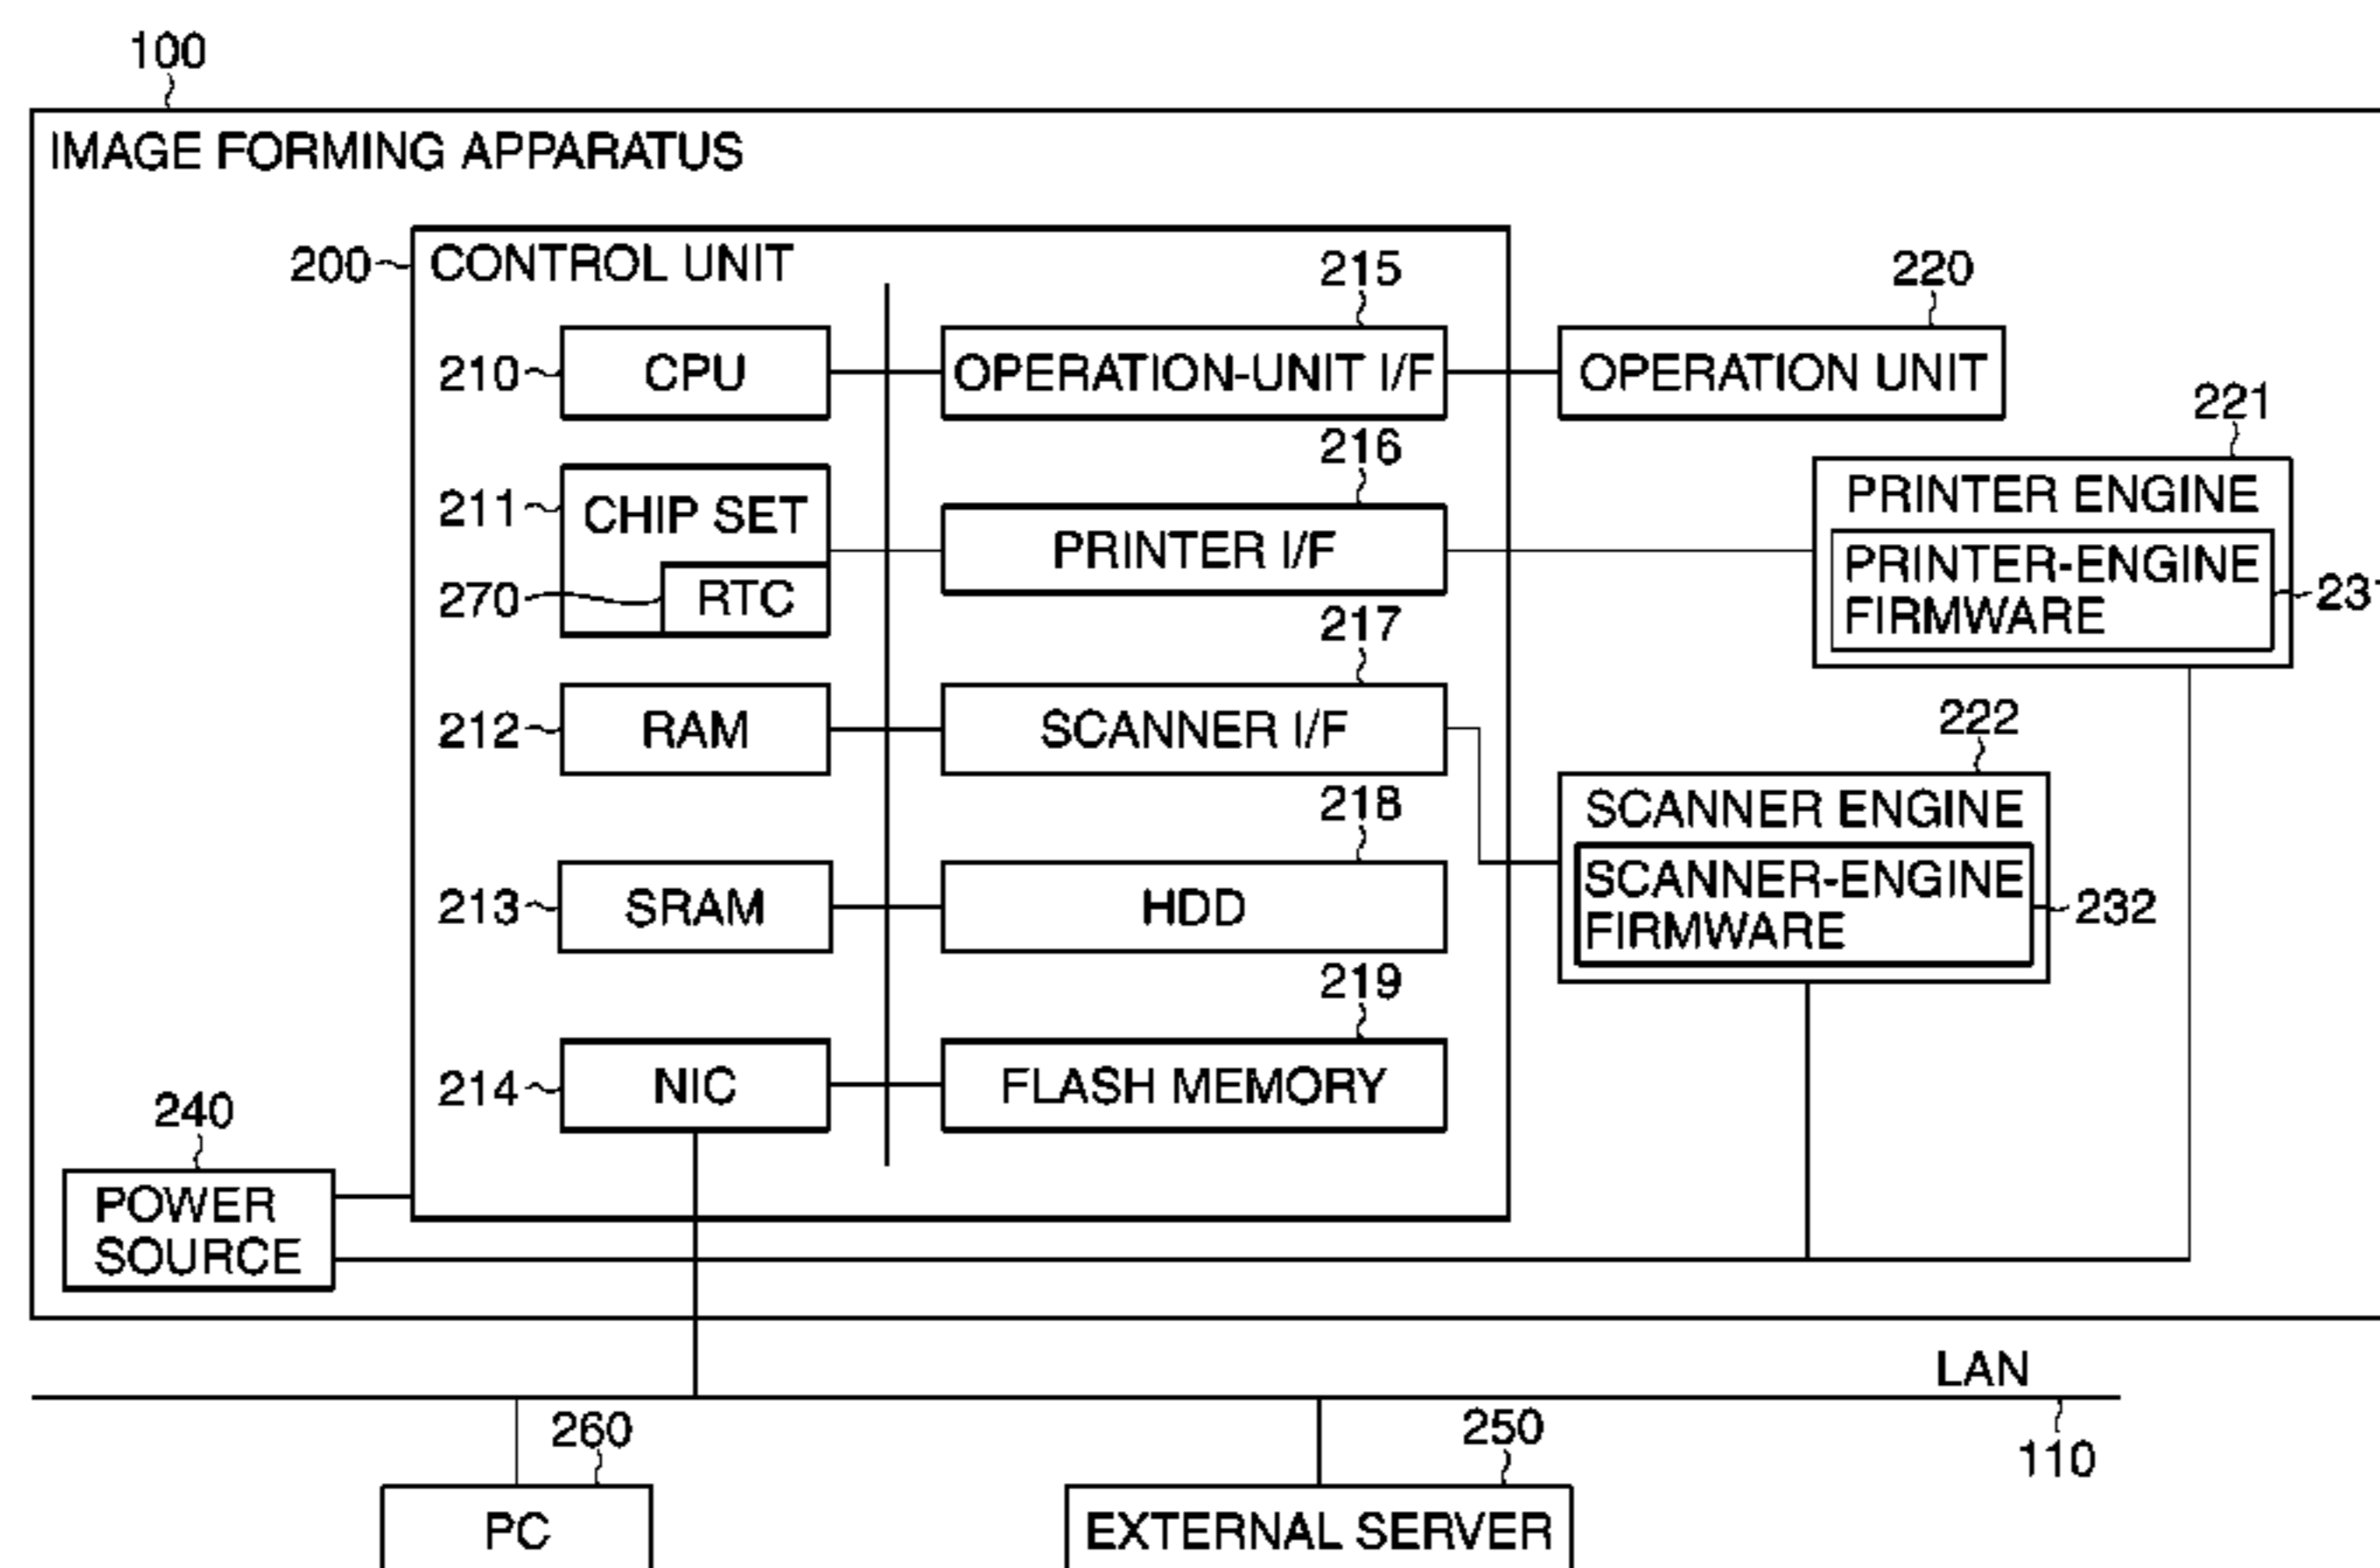 100
IMAGE FORMING APPARATUS
200
CONTROL UNIT
215
220
210
CPU
OPERATION-UNIT I/F
OPERATION UNIT
221
216
211
CHIP SET
PRINTER I/F
PRINTER ENGINE
PRINTER-ENGINE
FIRMWARE
270
RTC
217
212
RAM
SCANNER I/F
222
218
SCANNER ENGINE
SCANNER-ENGINE
FIRMWARE
232
213
SRAM
HDD
219
214
NIC
FLASH MEMORY
240
POWER
SOURCE
LAN
110
260
250
PC
EXTERNAL SERVER